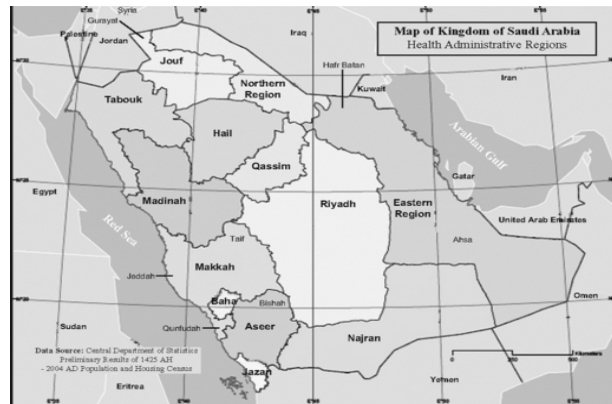 Map of Kingdom of Saudi Arabia
Health Administrative Regions
Syria
Gurayat
Palestine
Jordan
Iraq
Jouf
Hafr Batan
Northern
Region
Kuwait
Iran
Tabouk
Hail
Arabian Gulf
Qassim
Qatar
Egypt
Madinah
Riyadh
Eastern
Region
United Arab Emirates
Red Sea
Taif
Ahsa
Makkah
Jeddah
Baha
Bishah
Omen
Qunfudah
Aseer
Sudan
Najran
Data Source: Central Department of Statistics
Preliminary Results of 1425 AH
- 2004 AD Population and Housing Census
Jazan
Eritrea
Yemen
Kilometers